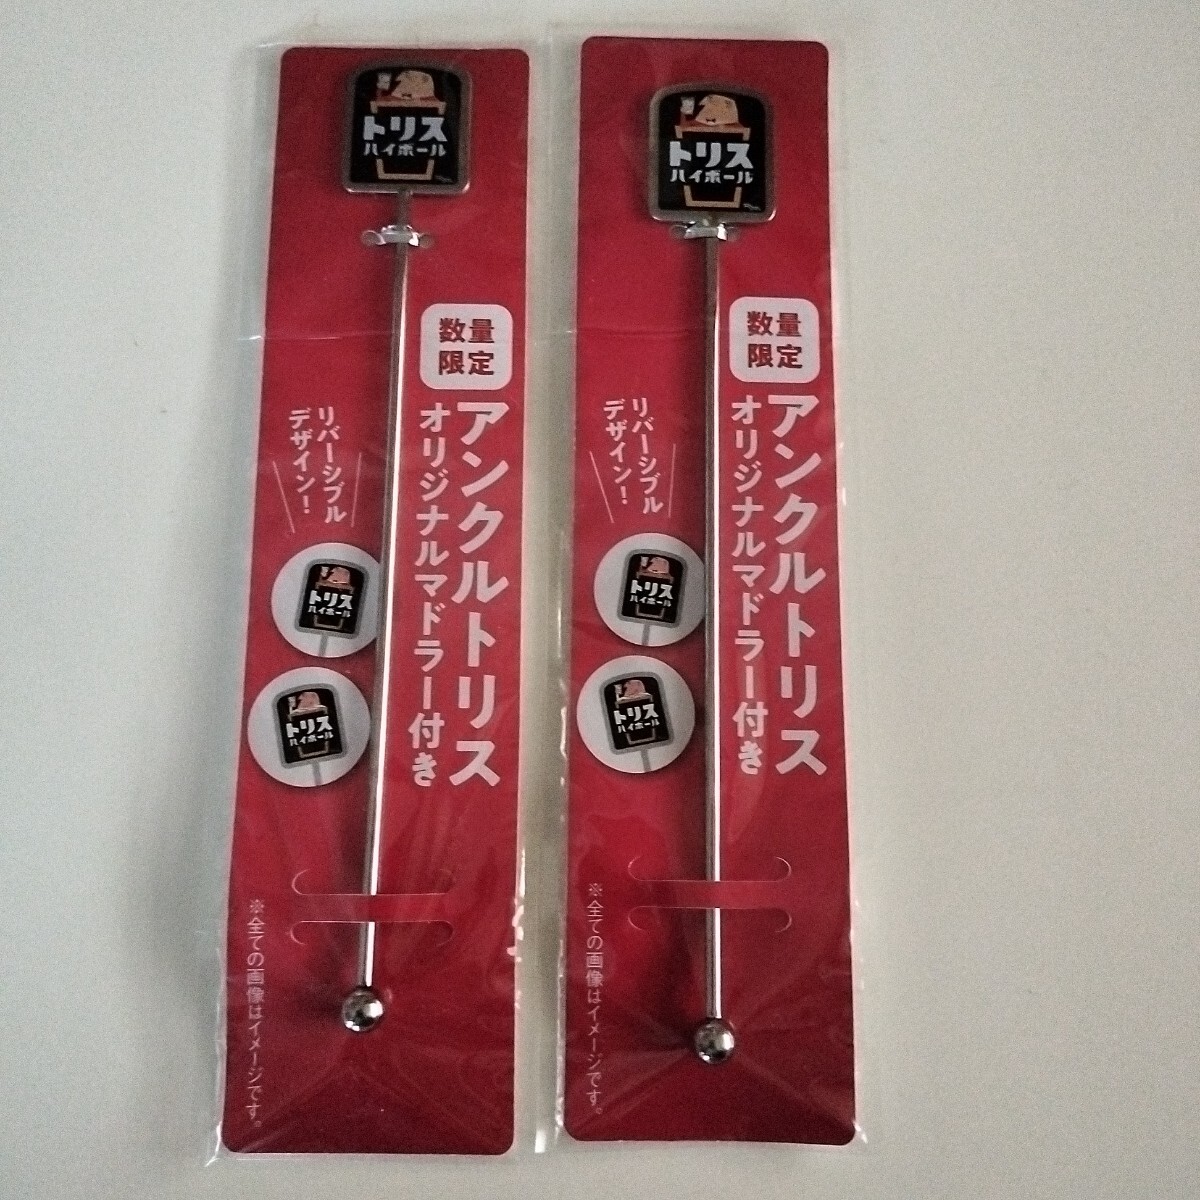 トリス
ハイボール
数量
限定
アンクルトリス
オリジナルマドラー付き
リバーシブル
デザイン!
トリス
ハイボール
トリス
ハイボール
※全ての画像はイメージです。
トリス
ハイボール
数量
限定
アンクルトリス
オリジナルマドラー付き
リバーシブル
デザイン!
トリス
ハイボール
トリス
ハイボール
※全ての画像はイメージです。